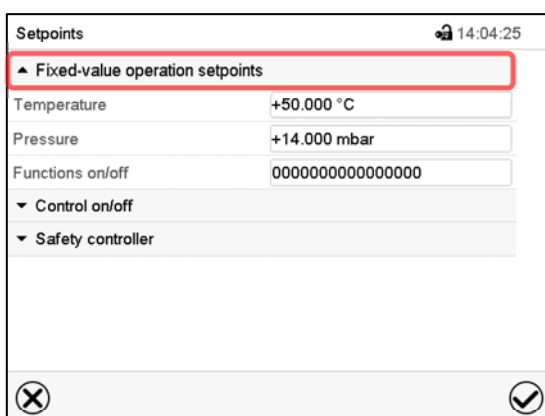 Setpoints 14:04:25
Fixed-value operation setpoints
Temperature +50.000 °C
Pressure +14.000 mbar
Functions on/off 0000000000000000
Control on/off
Safety controller